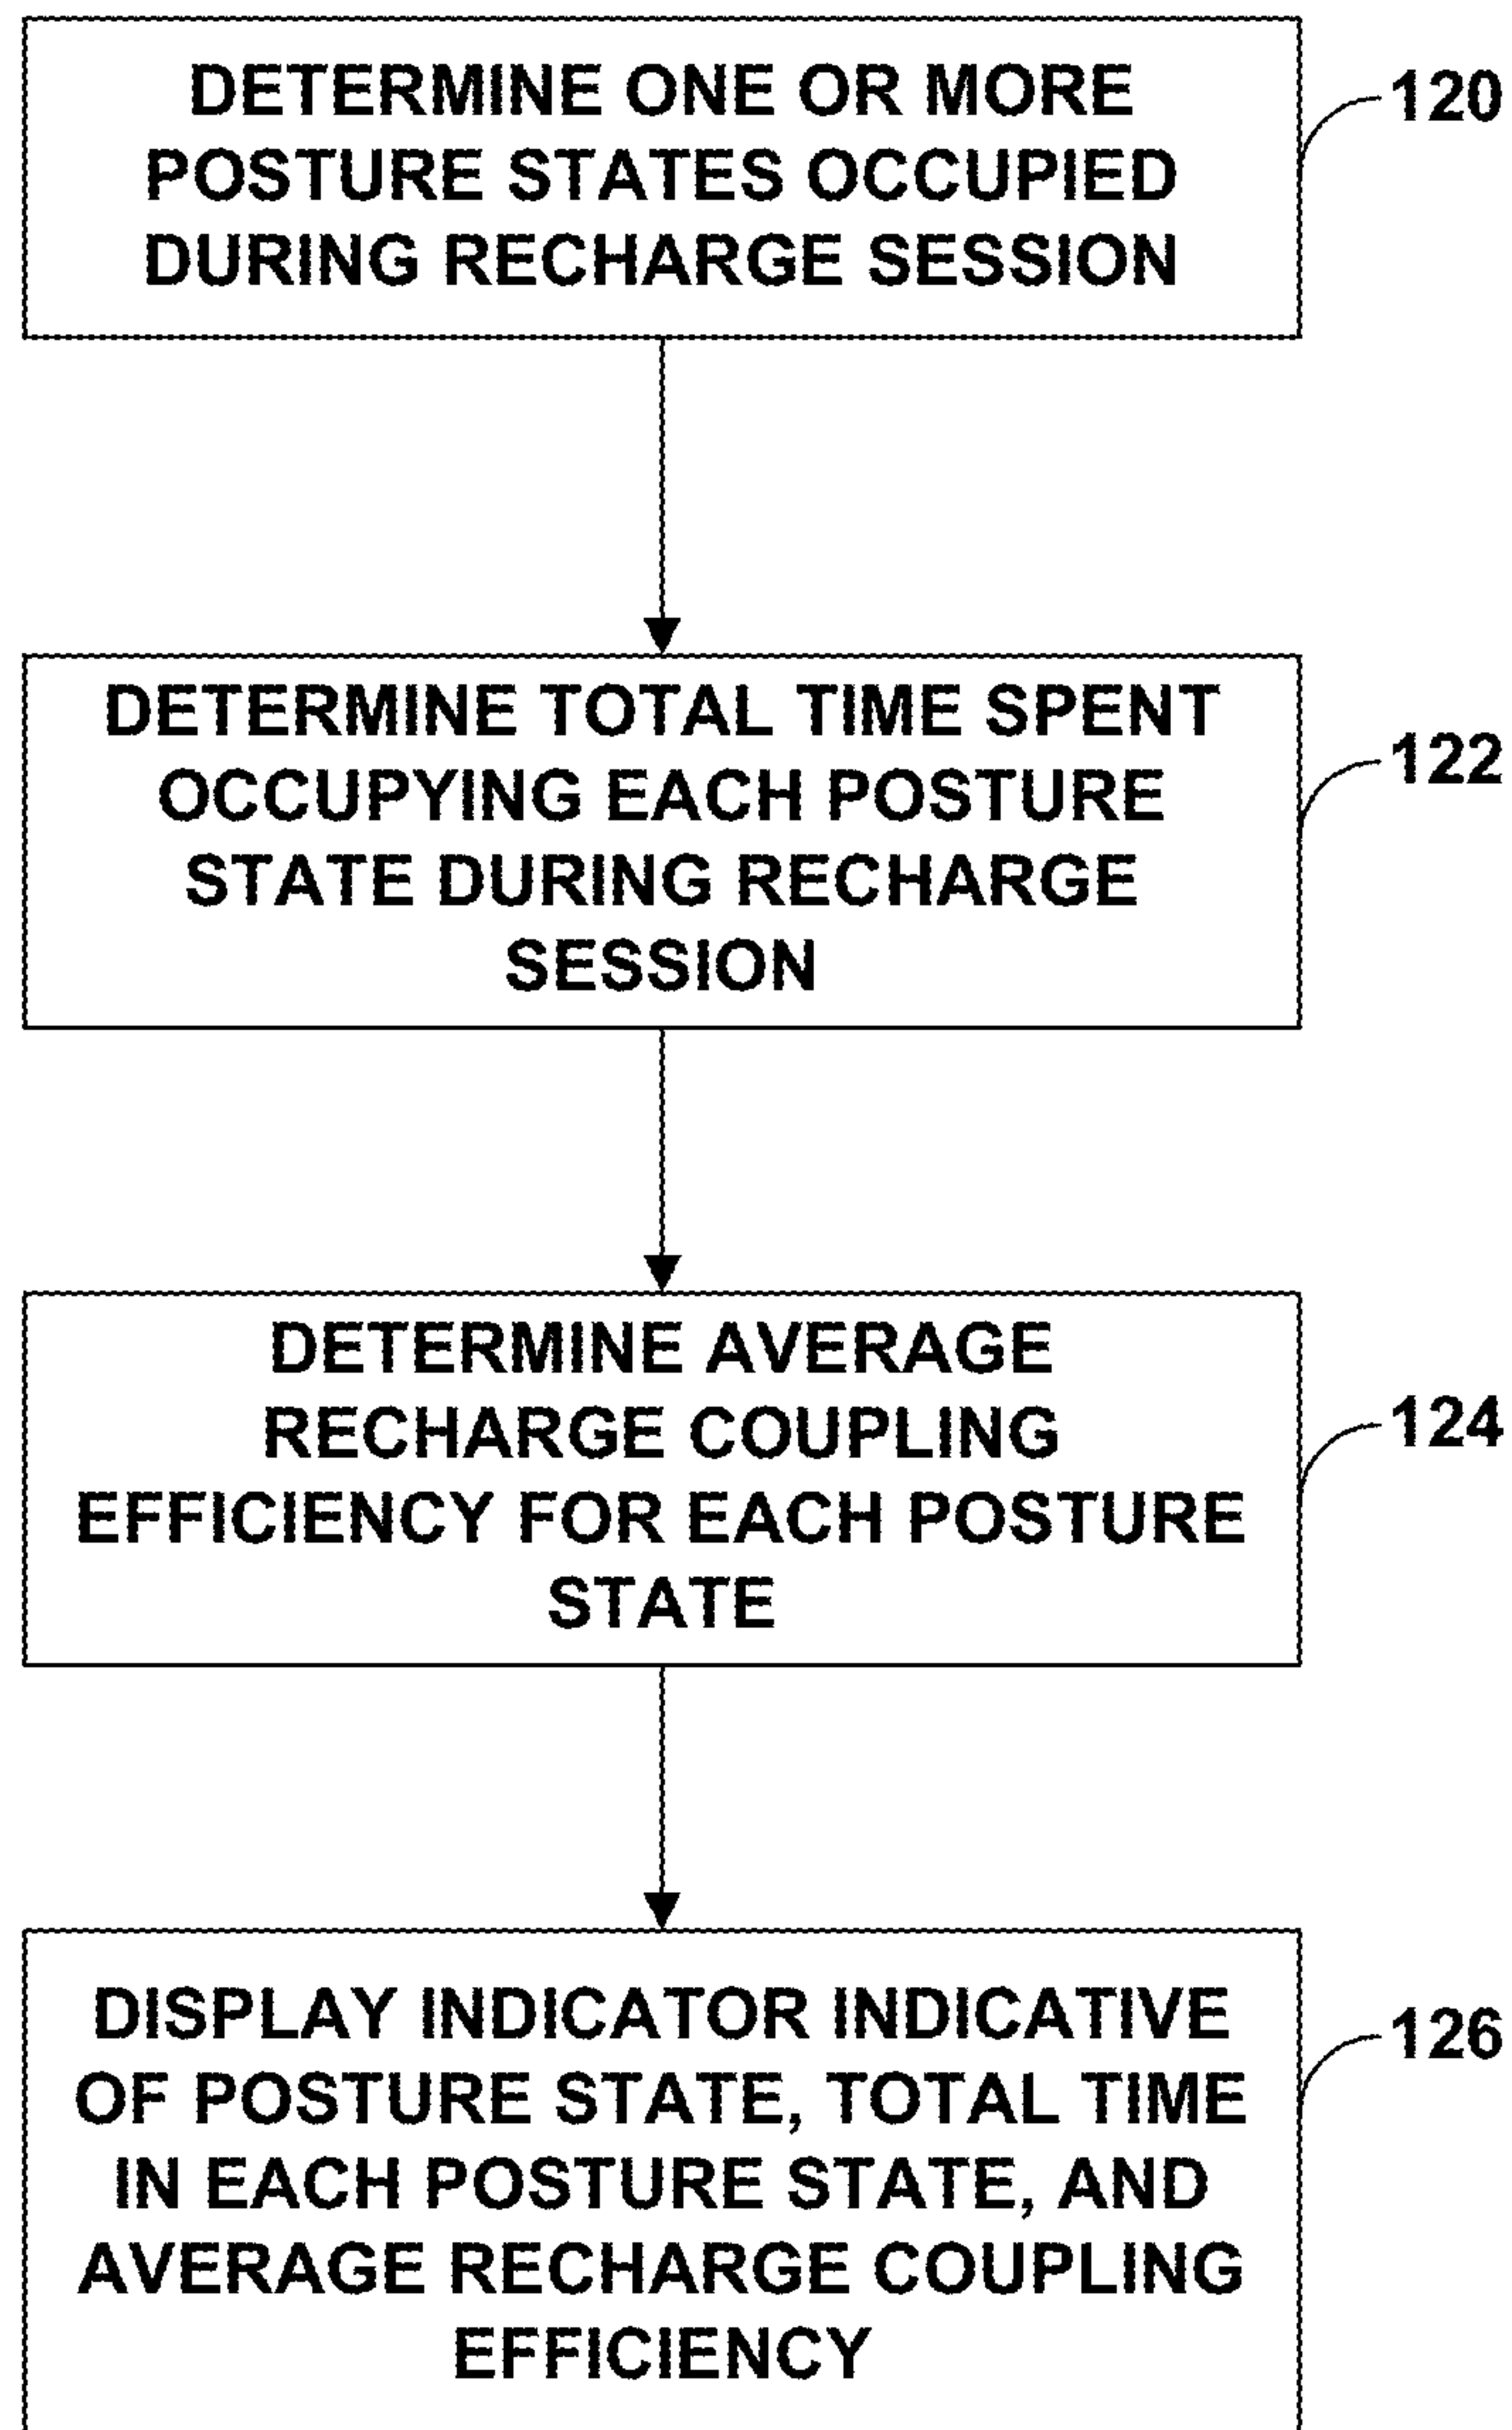 DETERMINE ONE OR MORE
POSTURE STATES OCCUPIED
DURING RECHARGE SESSION
120
DETERMINE TOTAL TIME SPENT
OCCUPYING EACH POSTURE
STATE DURING RECHARGE
SESSION
122
DETERMINE AVERAGE
RECHARGE COUPLING
EFFICIENCY FOR EACH POSTURE
STATE
124
DISPLAY INDICATOR INDICATIVE
OF POSTURE STATE, TOTAL TIME
IN EACH POSTURE STATE, AND
AVERAGE RECHARGE COUPLING
EFFICIENCY
126